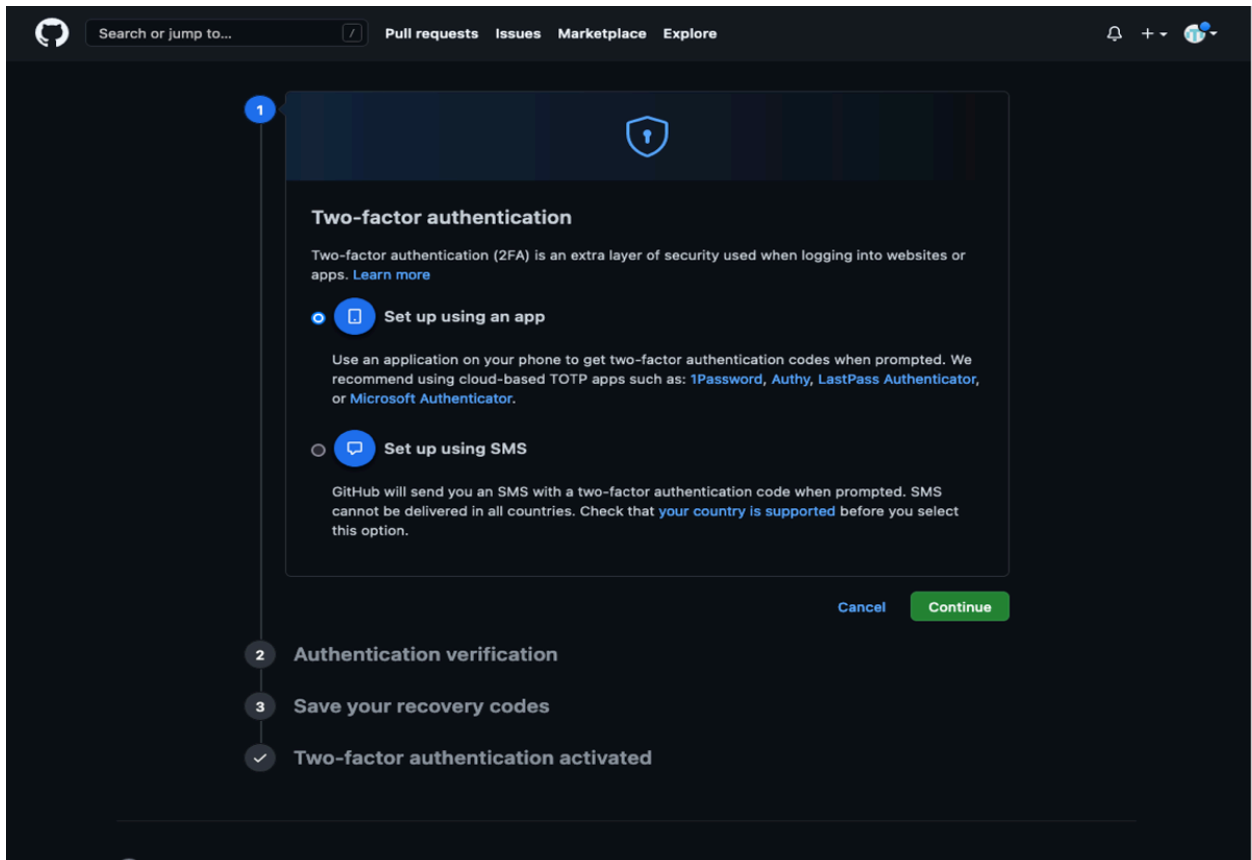 Search or jump to... /
Pull requests Issues Marketplace Explore
1
Two-factor authentication
Two-factor authentication (2FA) is an extra layer of security used when logging into websites or
apps. Learn more
Set up using an app
Use an application on your phone to get two-factor authentication codes when prompted. We
recommend using cloud-based TOTP apps such as: 1Password, Authy, LastPass Authenticator,
or Microsoft Authenticator.
Set up using SMS
GitHub will send you an SMS with a two-factor authentication code when prompted. SMS
cannot be delivered in all countries. Check that your country is supported before you select
this option.
Cancel Continue
2 Authentication verification
3 Save your recovery codes
Two-factor authentication activated